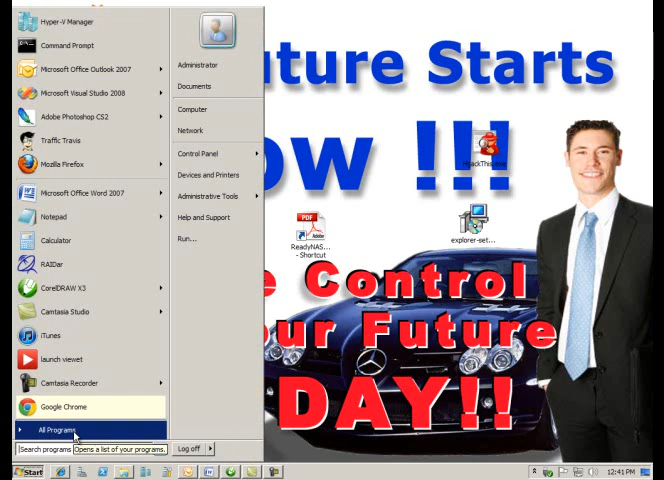 Hyper-V Manager
Command Prompt
Microsoft Office Outlook 2007
Microsoft Visual Studio 2008
Adobe Photoshop CS2
Traffic Travis
Mozilla Firefox
Microsoft Office Word 2007
Notepad
Calculator
RAIDar
CorelDRAW X3
Camtasia Studio
iTunes
launch viewet
Camtasia Recorder
Google Chrome
All Programs
Search programs
Opens a list of your programs.
Administrator
Documents
Computer
Network
Control Panel
Devices and Printers
Administrative Tools
Help and Support
Run...
Log off
ture Starts
ow !!!
PDF
Adobe
ReadyNAS...
- Shortcut
explorer-set...
e Control
ur Future
DAY!!
Start
12:41 PM